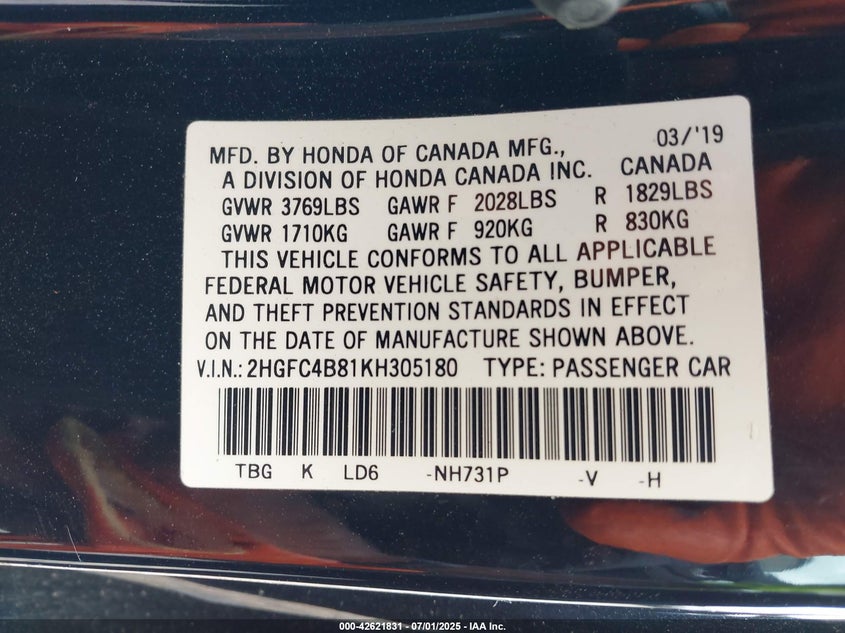 03/'19
MFD. BY HONDA OF CANADA MFG.,
A DIVISION OF HONDA CANADA INC. CANADA
GVWR 3769LBS GAWR F 2028LBS R 1829LBS
GVWR 1710KG GAWR F 920KG R 830KG
THIS VEHICLE CONFORMS TO ALL APPLICABLE
FEDERAL MOTOR VEHICLE SAFETY, BUMPER,
AND THEFT PREVENTION STANDARDS IN EFFECT
ON THE DATE OF MANUFACTURE SHOWN ABOVE.
V.I.N.: 2HGFC4B81KH305180 TYPE: PASSENGER CAR
TBG K LD6 -NH731P -V -H
000-42621831 - 07/01/2025 - IAA Inc.